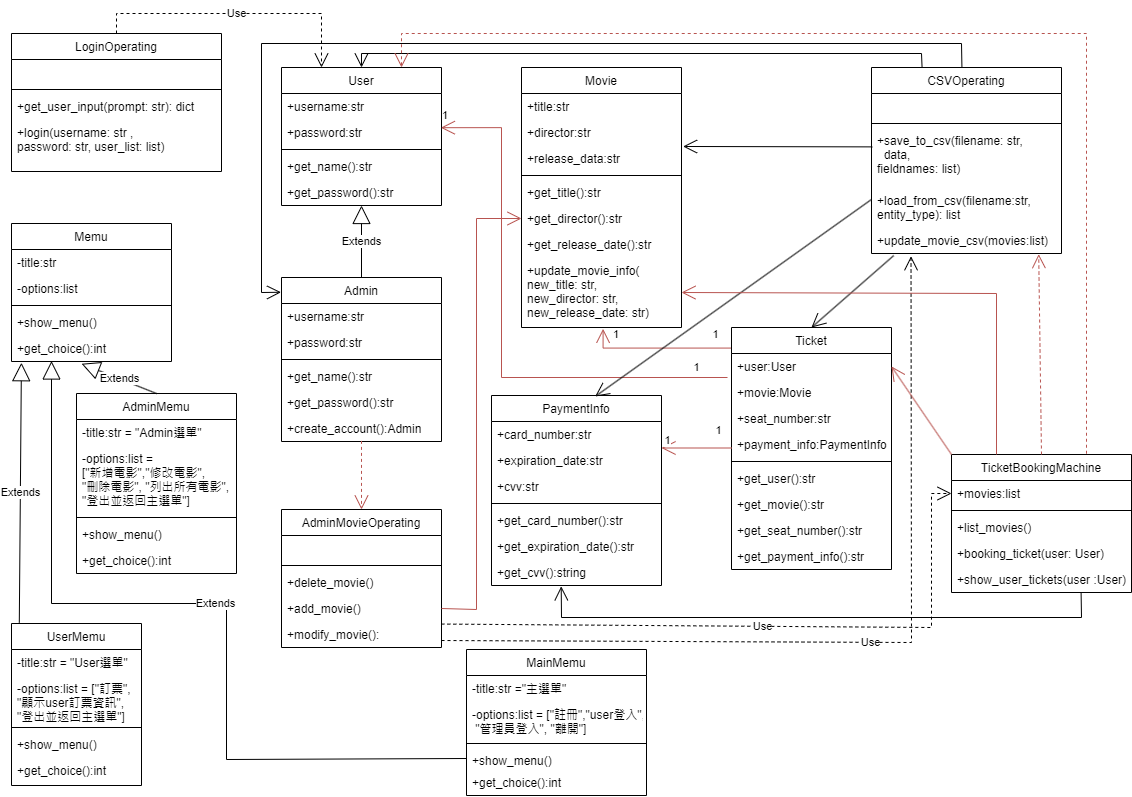 Use
LoginOperating
+get_user_input(prompt: str): dict
+login(username: str ,
password: str, user_list: list)
User
+username:str
+password:str
+get_name():str
+get_password():str
1
Movie
+title:str
+director:str
+release_data:str
+get_title():str
+get_director():str
+get_release_date():str
+update_movie_info(
new_title: str,
new_director: str,
new_release_date: str)
CSVOperating
+save_to_csv(filename: str,
data,
fieldnames: list)
+load_from_csv(filename:str,
entity_type): list
+update_movie_csv(movies:list)
Memu
-title:str
-options:list
+show_menu()
+get_choice():int
Extends
Admin
+username:str
+password:str
+get_name():str
+get_password():str
+create_account():Admin
1
1
1
Ticket
+user:User
+movie:Movie
+seat_number:str
+payment_info:PaymentInfo
+get_user():str
+get_movie():str
+get_seat_number():str
+get_payment_info():str
Extends
AdminMemu
-title:str = "Admin選單"
-options:list =
["新增電影","修改電影",
"刪除電影", "列出所有電影",
"登出並返回主選單"]
+show_menu()
+get_choice():int
PaymentInfo
+card_number:str
+expiration_date:str
+cvv:str
+get_card_number():str
+get_expiration_date():str
+get_cvv():string
1
1
TicketBookingMachine
+movies:list
+list_movies()
+booking_ticket(user: User)
+show_user_tickets(user :User)
Extends
AdminMovieOperating
+delete_movie()
+add_movie()
+modify_movie():
Extends
Use
Use
UserMemu
-title:str = "User選單"
-options:list = ["訂票",
"顯示user訂票資訊",
"登出並返回主選單"]
+show_menu()
+get_choice():int
MainMemu
-title:str ="主選單"
-options:list = ["註冊","user登入"
"管理員登入", "離開"]
+show_menu()
+get_choice():int